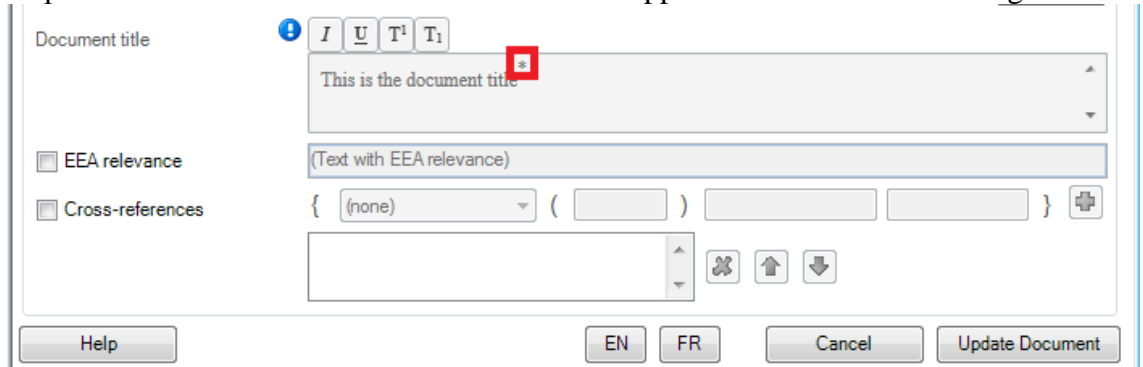 Document title
I U T¹ T₁
This is the document title*
EEA relevance (Text with EEA relevance)
Cross-references { (none) ( ) }
Help EN FR Cancel Update Document